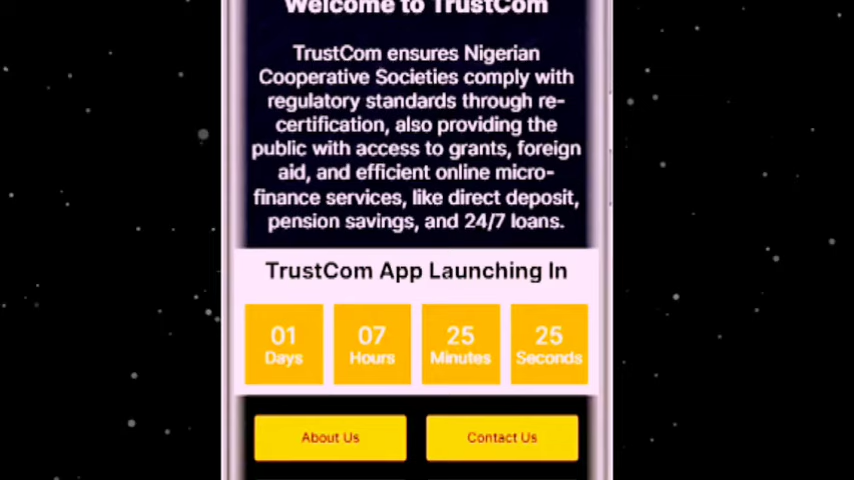 Welcome to TrustCom
TrustCom ensures Nigerian
Cooperative Societies comply with
regulatory standards through re-
certification, also providing the
public with access to grants, foreign
aid, and efficient online micro-
finance services, like direct deposit,
pension savings, and 24/7 loans.
TrustCom App Launching In
01 07 25 25
Days Hours Minutes Seconds
About Us Contact Us